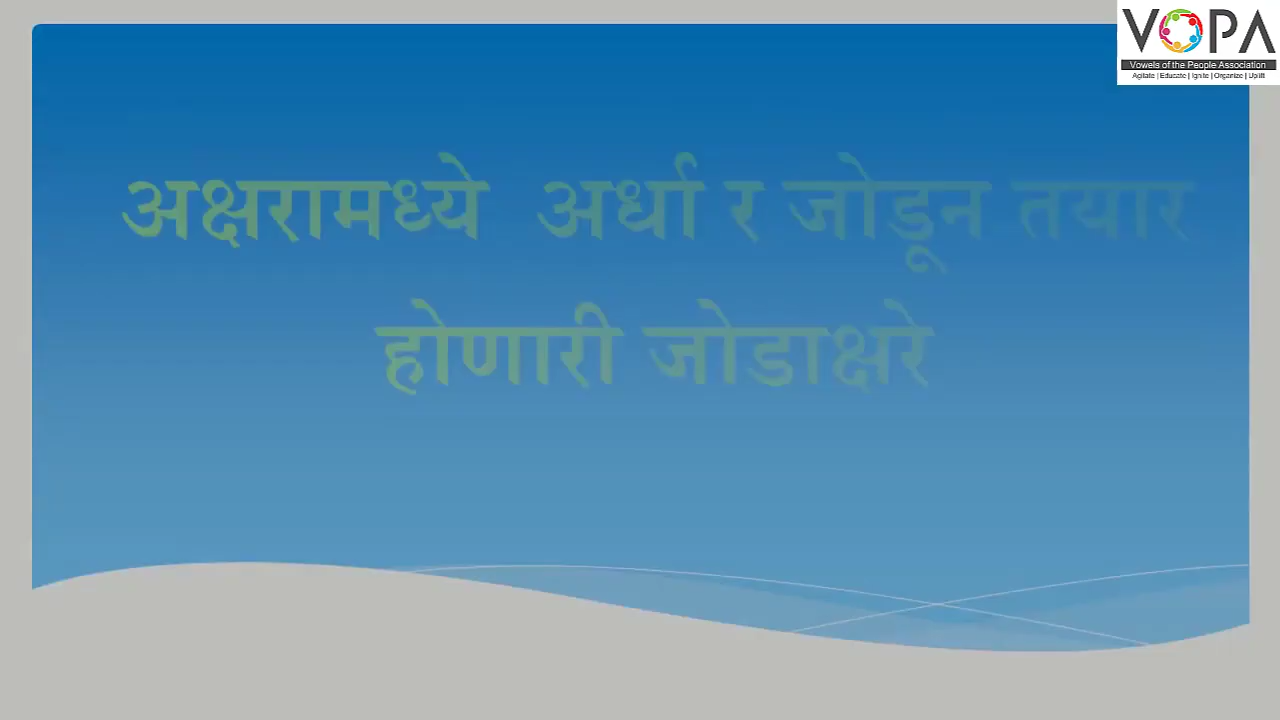 VOPA
Vowels of the People Association
Agitate | Educate | Ignite | Organize | Uplift
अक्षरामध्ये अर्धा र जोडून तयार
होणारी जोडाक्षरे